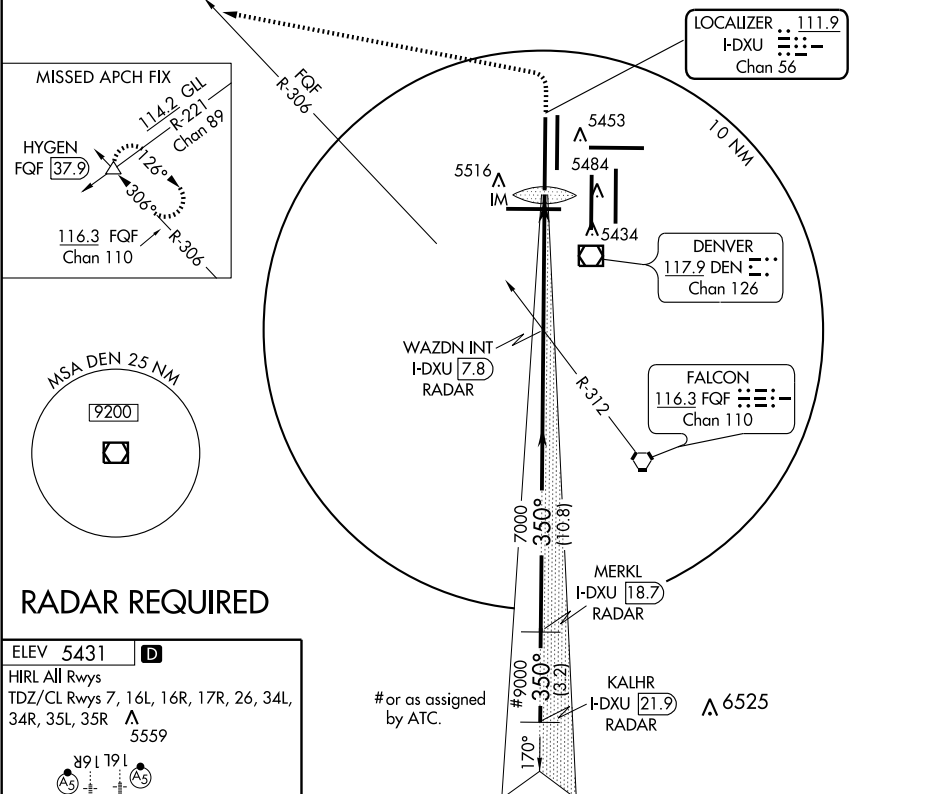 LOCALIZER 111.9
I-DXU
Chan 56
MISSED APCH FIX
114.2 GLL
R-221
Chan 89
HYGEN
FQF 37.9
126°
306°
116.3 FQF
Chan 110
R-306
FQF
R-306
10 NM
5453
5484
5516
IM
5434
DENVER
117.9 DEN
Chan 126
WAZDN INT
I-DXU 7.8
RADAR
R-312
FALCON
116.3 FQF
Chan 110
MSA DEN 25 NM
9200
7000
350°
(10.8)
MERKL
I-DXU 18.7
RADAR
RADAR REQUIRED
#9000
350°
(3.2)
KALHR
I-DXU 21.9
RADAR
6525
# or as assigned
by ATC.
170°
ELEV 5431 D
HIRL All Rwys
TDZ/CL Rwys 7, 16L, 16R, 17R, 26, 34L,
34R, 35L, 35R
5559
16R 16L
A5 A5